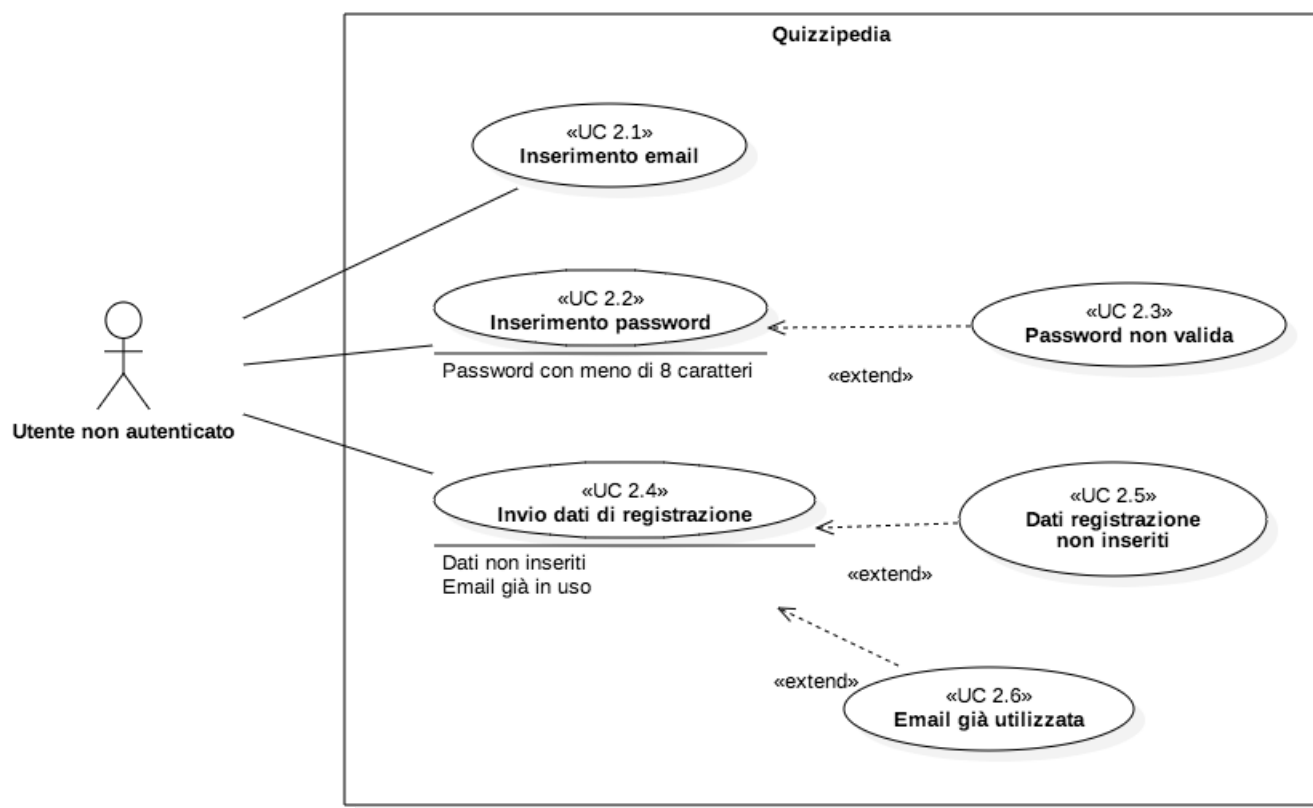 Quizzipedia
«UC 2.1»
Inserimento email
«UC 2.2»
Inserimento password
Password con meno di 8 caratteri
«UC 2.3»
Password non valida
«extend»
Utente non autenticato
«UC 2.4»
Invio dati di registrazione
Dati non inseriti
Email già in uso
«UC 2.5»
Dati registrazione
non inseriti
«extend»
«extend»
«UC 2.6»
Email già utilizzata